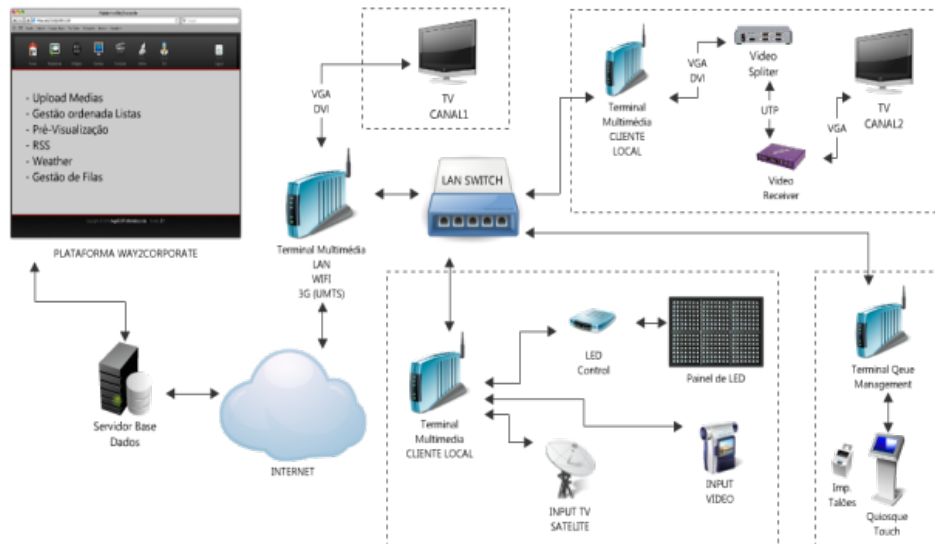 - Upload Medias
- Gestão ordenada Listas
- Pré-Visualização
- RSS
- Weather
- Gestão de Filas
PLATAFORMA WAY2CORPORATE
VGA
DVI
TV
CANAL1
Terminal Multimédia
LAN
WIFI
3G (UMTS)
LAN SWITCH
Terminal
Multimédia
CLIENTE
LOCAL
VGA
DVI
Video
Spliter
UTP
Video
Receiver
VGA
TV
CANAL2
Servidor Base
Dados
INTERNET
Terminal
Multimedia
CLIENTE LOCAL
LED
Control
Painel de LED
INPUT TV
SATELITE
INPUT
VIDEO
Terminal Qeue
Management
Imp.
Talões
Quiosque
Touch